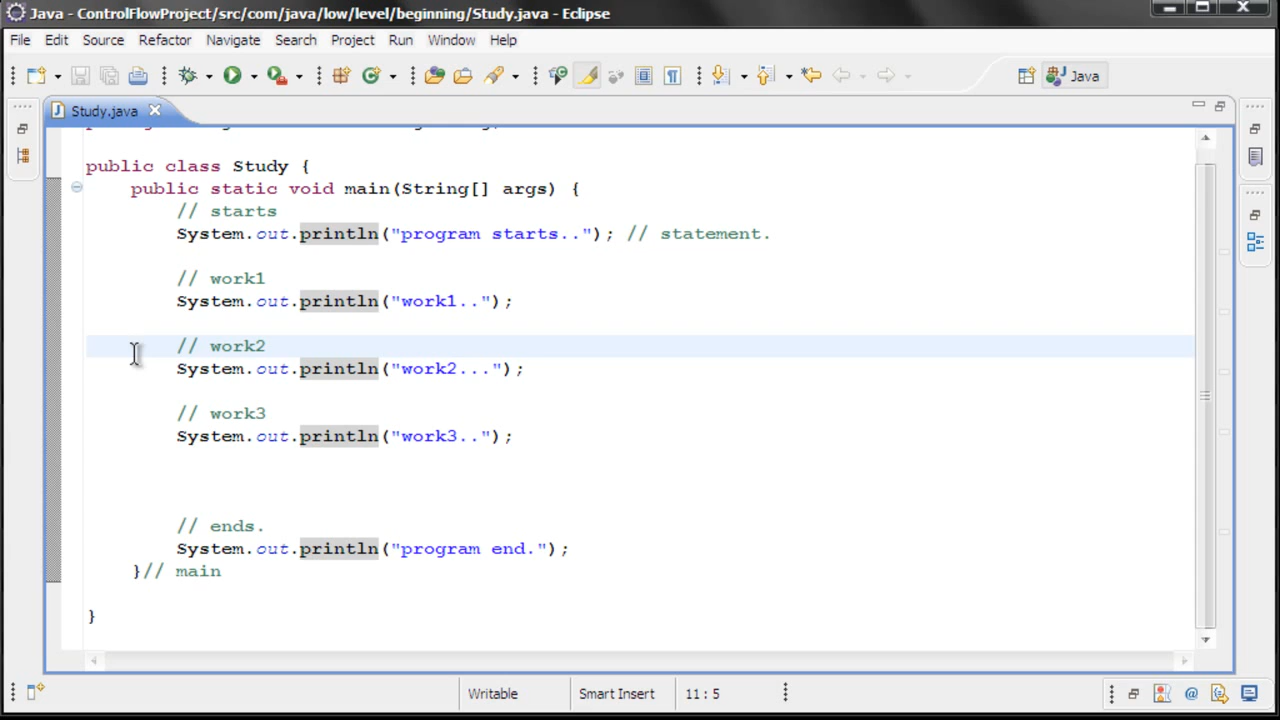 Java - ControlFlowProject/src/com/java/low/level/beginning/Study.java - Eclipse
File Edit Source Refactor Navigate Search Project Run Window Help
Java
Study.java
public class Study {
public static void main(String[] args) {
// starts
System.out.println("program starts.."); // statement.
// work1
System.out.println("work1..");
// work2
System.out.println("work2...");
// work3
System.out.println("work3..");
// ends.
System.out.println("program end.");
}// main
}
Writable Smart Insert 11 : 5